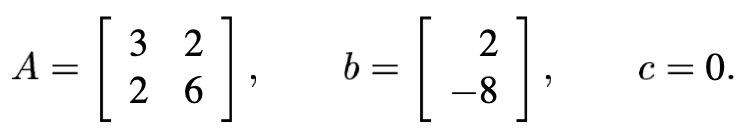 A = [ 3 2 ; 2 6 ], b = [ 2 ; −8 ], c = 0.